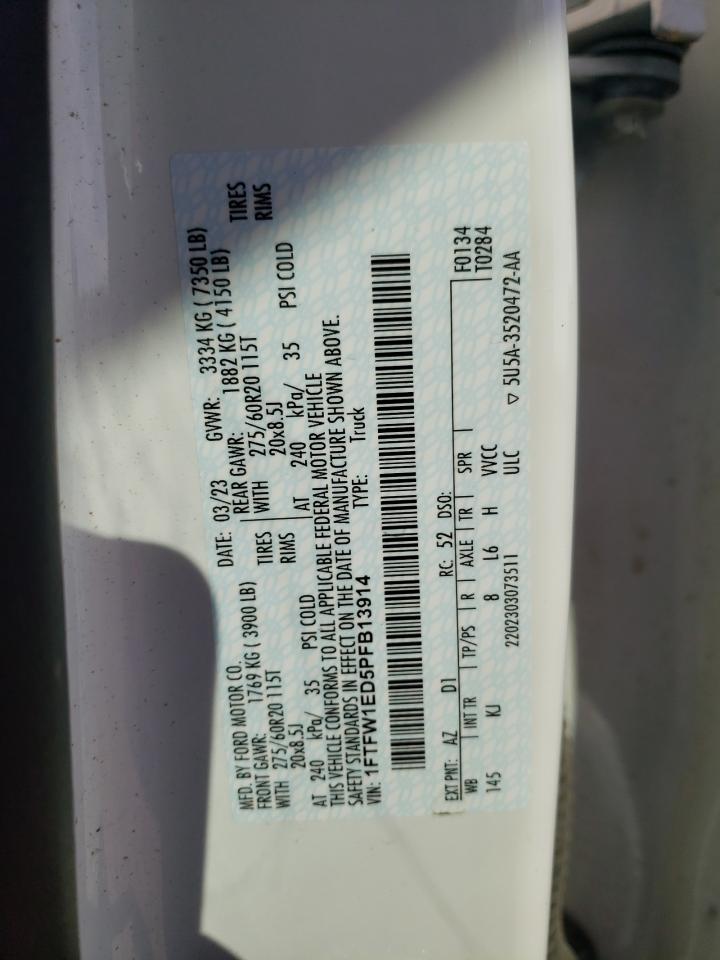 MFD. BY FORD MOTOR CO.
DATE: 03/23 GVWR: 3334 KG ( 7350 LB)
FRONT GAWR: 1769 KG ( 3900 LB) REAR GAWR: 1882 KG ( 4150 LB)
WITH 275/60R20 115T TIRES WITH 275/60R20 115T TIRES
20x8.5J RIMS 20x8.5J RIMS
AT 240 kPa/ 35 PSI COLD AT 240 kPa/ 35 PSI COLD
THIS VEHICLE CONFORMS TO ALL APPLICABLE FEDERAL MOTOR VEHICLE
SAFETY STANDARDS IN EFFECT ON THE DATE OF MANUFACTURE SHOWN ABOVE.
VIN: 1FTFW1ED5PFB13914 TYPE: Truck
EXT PNT: AZ D1 RC: 52 DSO: F0134
WB INT TR TP/PS R AXLE TR SPR T0284
145 KJ 8 L6 H VVCC
2202303073511 ULC ▽ 5U5A-3520472-AA